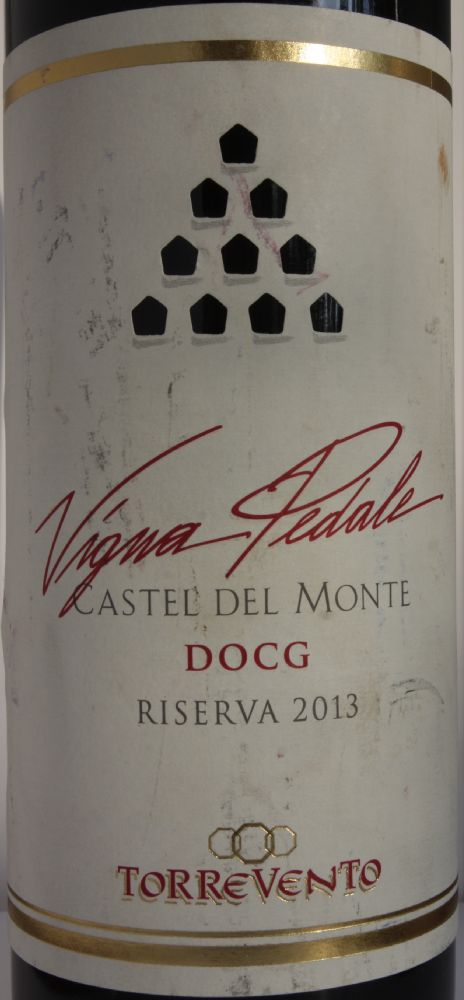 Vigna Pedale
CASTEL DEL MONTE
DOCG
RISERVA 2013
TORREVENTO